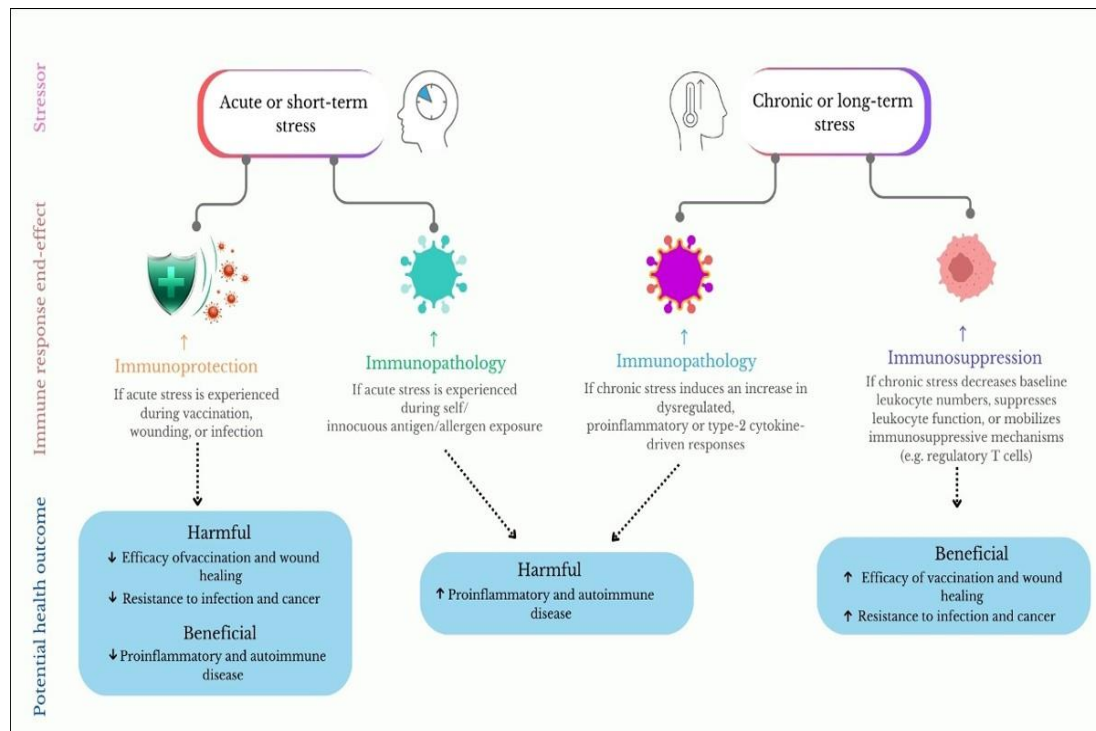 Stressor
Acute or short-term
stress
Chronic or long-term
stress
Immune response end-effect
↑
Immunoprotection
If acute stress is experienced
during vaccination,
wounding, or infection
↑
Immunopathology
If acute stress is experienced
during self/
innocuous antigen/allergen exposure
↑
Immunopathology
If chronic stress induces an increase in
dysregulated,
proinflammatory or type-2 cytokine-
driven responses
↑
Immunosuppression
If chronic stress decreases baseline
leukocyte numbers, suppresses
leukocyte function, or mobilizes
immunosuppressive mechanisms
(e.g. regulatory T cells)
Potential health outcome
Harmful
↓ Efficacy ofvaccination and wound
healing
↓ Resistance to infection and cancer
Beneficial
↓ Proinflammatory and autoimmune
disease
Harmful
↑ Proinflammatory and autoimmune
disease
Beneficial
↑ Efficacy of vaccination and wound
healing
↑ Resistance to infection and cancer